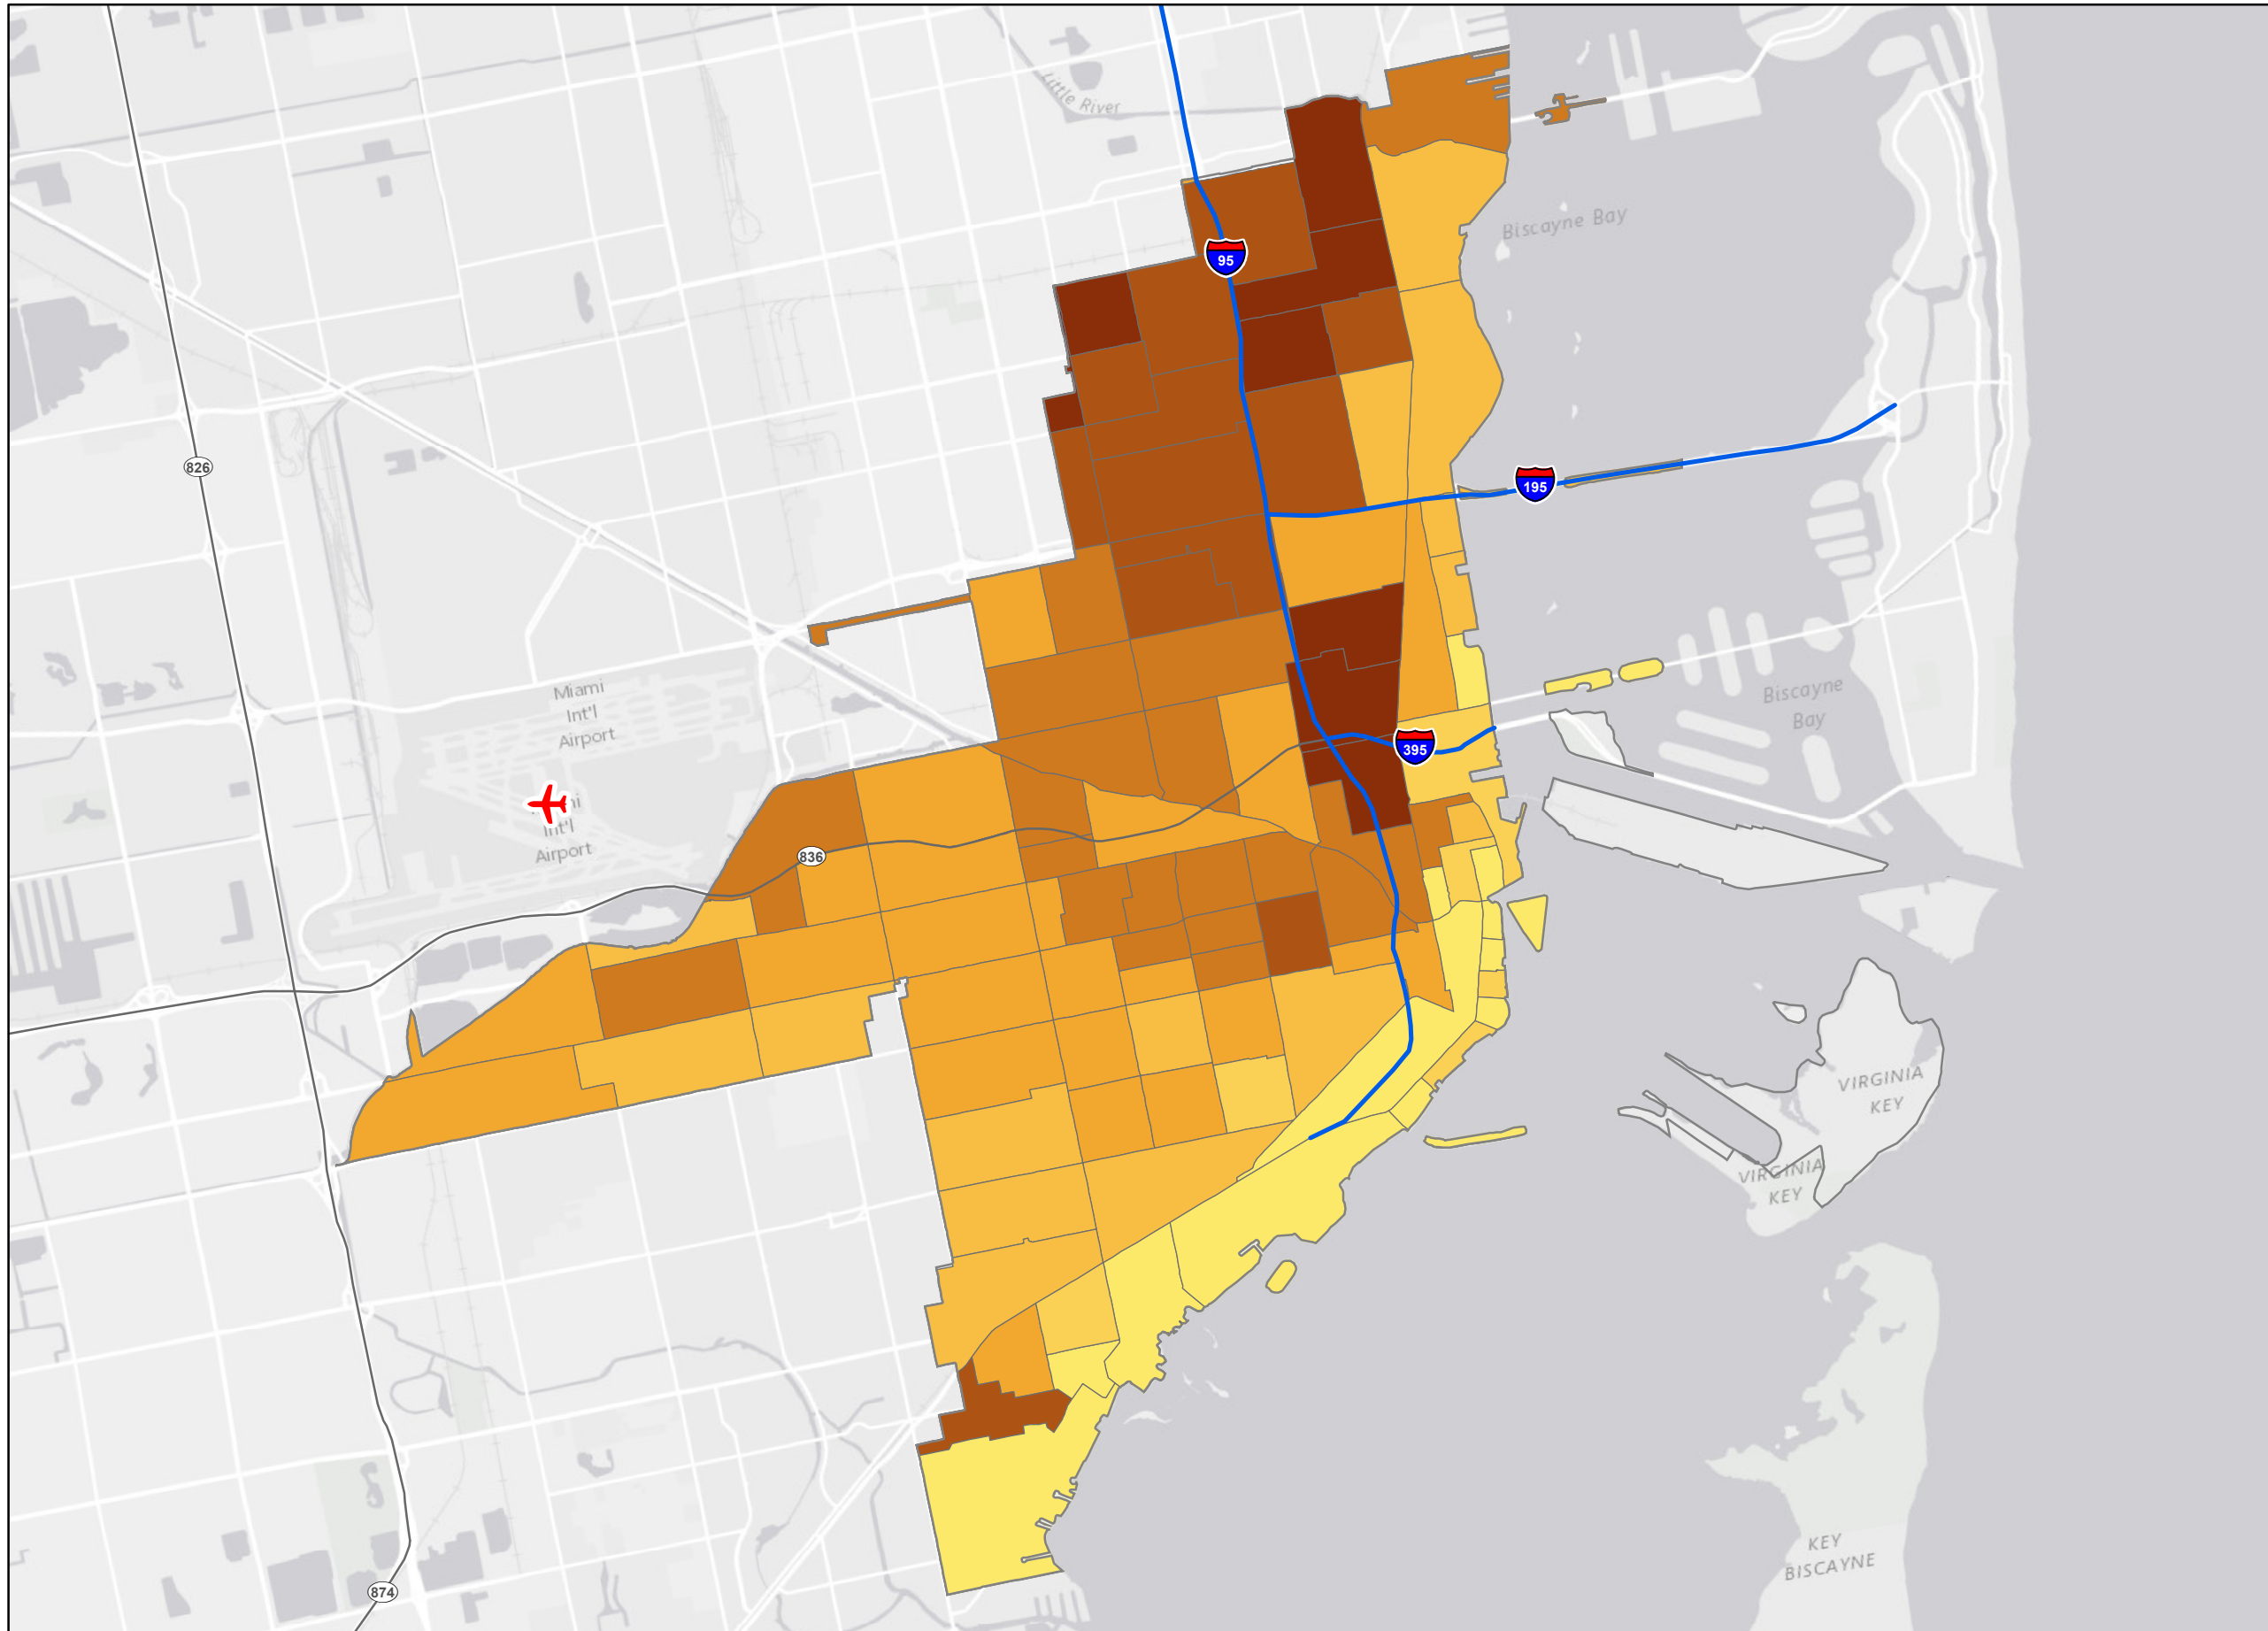 Little River
95
Biscayne Bay
826
195
Miami
Int'l
Airport
Biscayne
Bay
395
Int'l
Airport
836
VIRGINIA
KEY
VIRGINIA
KEY
KEY
BISCAYNE
874